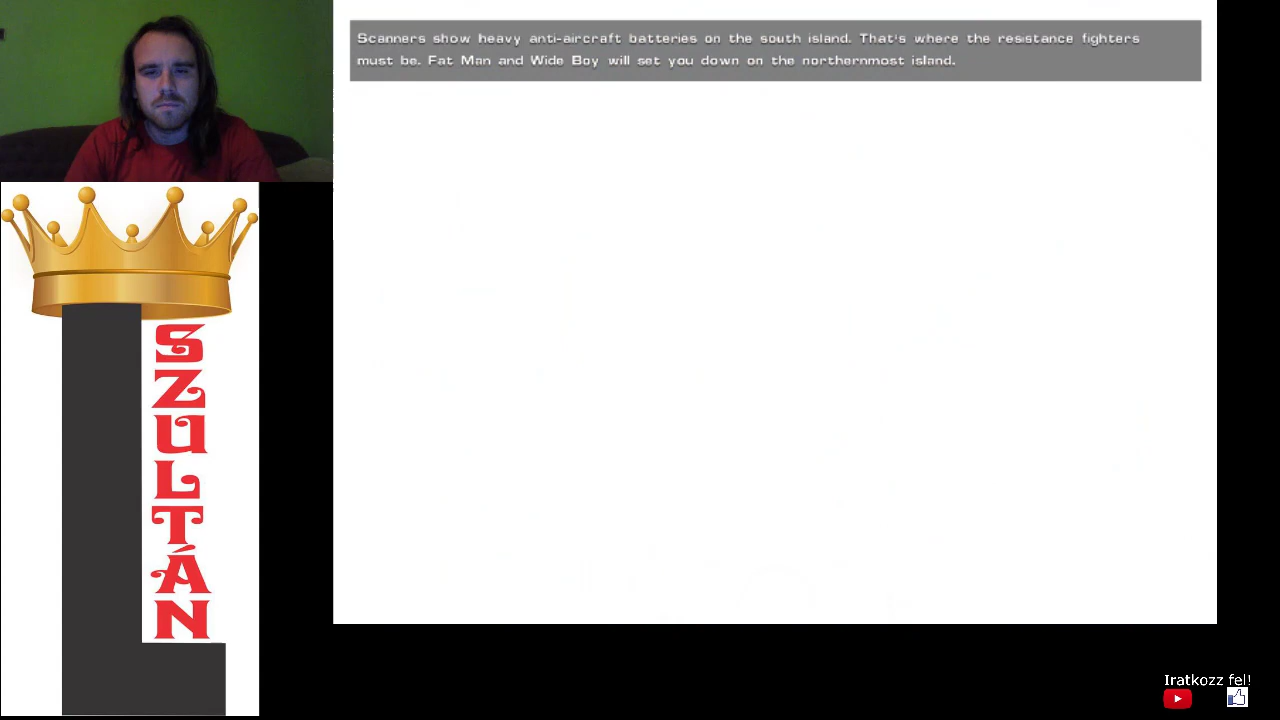 Scanners show heavy anti-aircraft batteries on the south island. That's where the resistance fighters
must be. Fat Man and Wide Boy will set you down on the northernmost island.
L
SZULTÁN
Iratkozz fel!